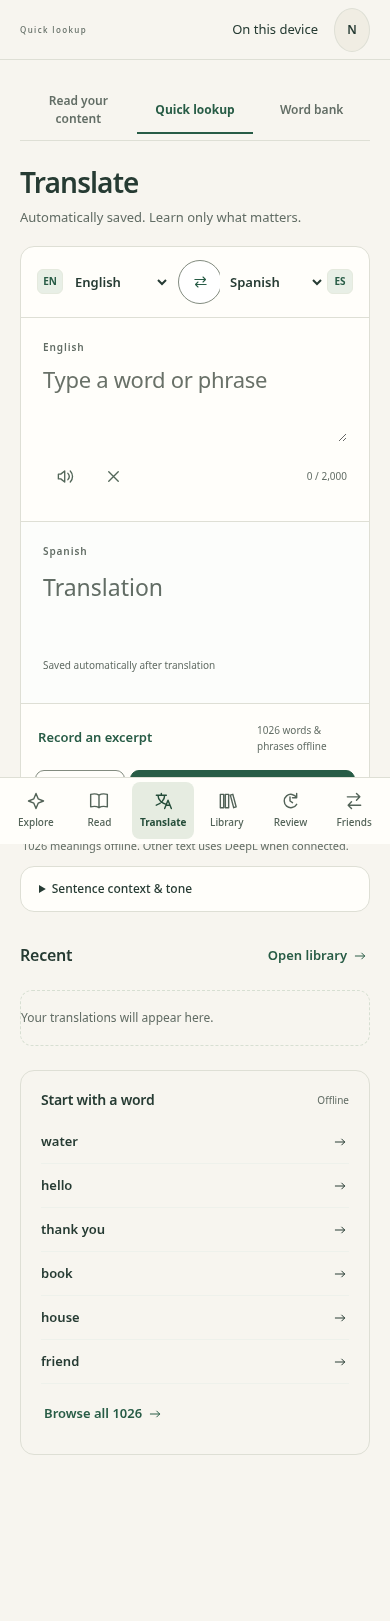 Quick lookup
On this device
N
Read your
content
Quick lookup
Word bank
Translate
Automatically saved. Learn only what matters.
EN
English
Spanish
ES
English
Type a word or phrase
0 / 2,000
Spanish
Translation
Saved automatically after translation
Record an excerpt
1026 words &
phrases offline
Explore
Read
Translate
Library
Review
Friends
1026 meanings offline. Other text uses DeepL when connected.
Sentence context & tone
Recent
Open library →
Your translations will appear here.
Start with a word
Offline
water →
hello →
thank you →
book →
house →
friend →
Browse all 1026 →